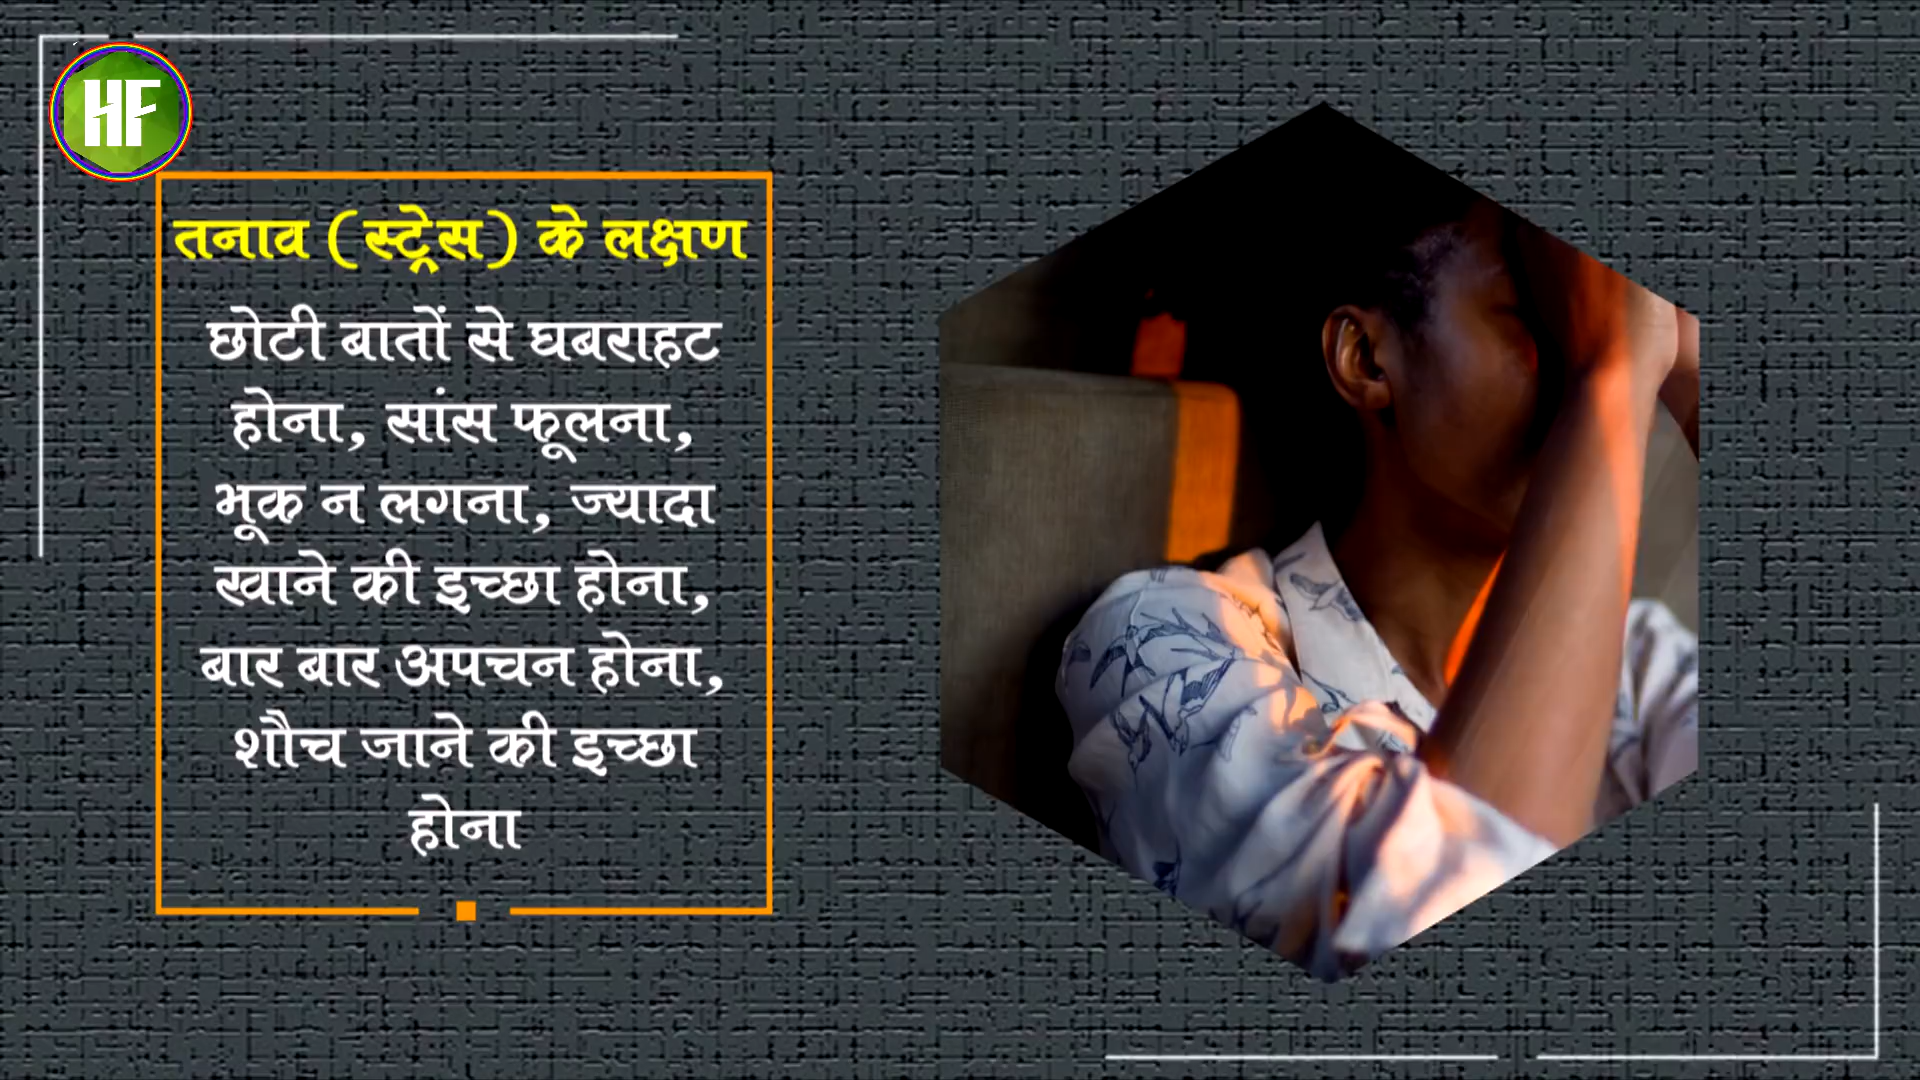 HF
तनाव (स्ट्रेस) के लक्षण
छोटी बातों से घबराहट
होना, सांस फूलना,
भूक न लगना, ज्यादा
खाने की इच्छा होना,
बार बार अपचन होना,
शौच जाने की इच्छा
होना